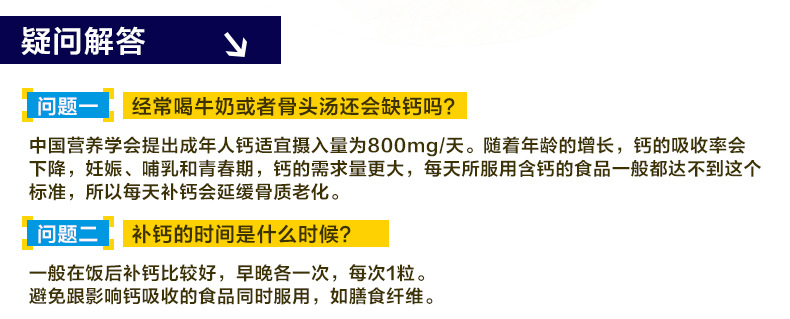 疑问解答
问题一 经常喝牛奶或者骨头汤还会缺钙吗?
中国营养学会提出成年人钙适宜摄入量为800mg/天。随着年龄的增长，钙的吸收率会
下降，妊娠、哺乳和青春期，钙的需求量更大，每天所服用含钙的食品一般都达不到这个
标准，所以每天补钙会延缓骨质老化。
问题二 补钙的时间是什么时候?
一般在饭后补钙比较好，早晚各一次，每次1粒。
避免跟影响钙吸收的食品同时服用，如膳食纤维。